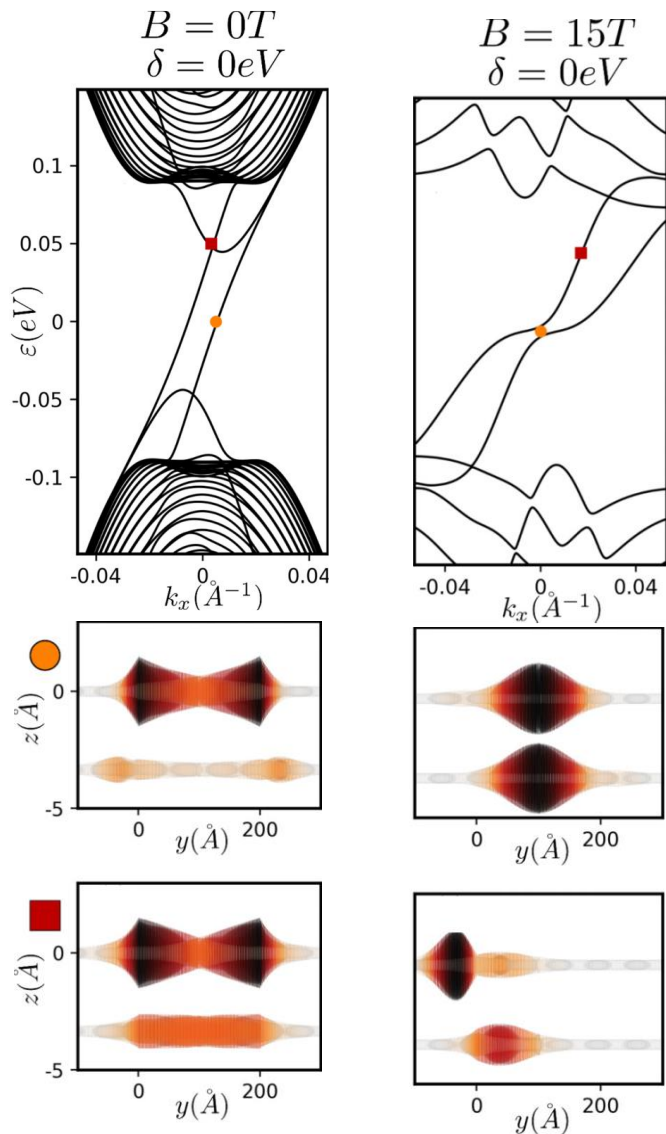 B = 0T
δ = 0eV
B = 15T
δ = 0eV
ε(eV)
0.1
0.05
0
-0.05
-0.1
-0.04
0
0.04
k_x(Å⁻¹)
-0.04
0
0.04
k_x(Å⁻¹)
z(Å)
0
-5
0
200
y(Å)
0
200
y(Å)
z(Å)
0
-5
0
200
y(Å)
0
200
y(Å)